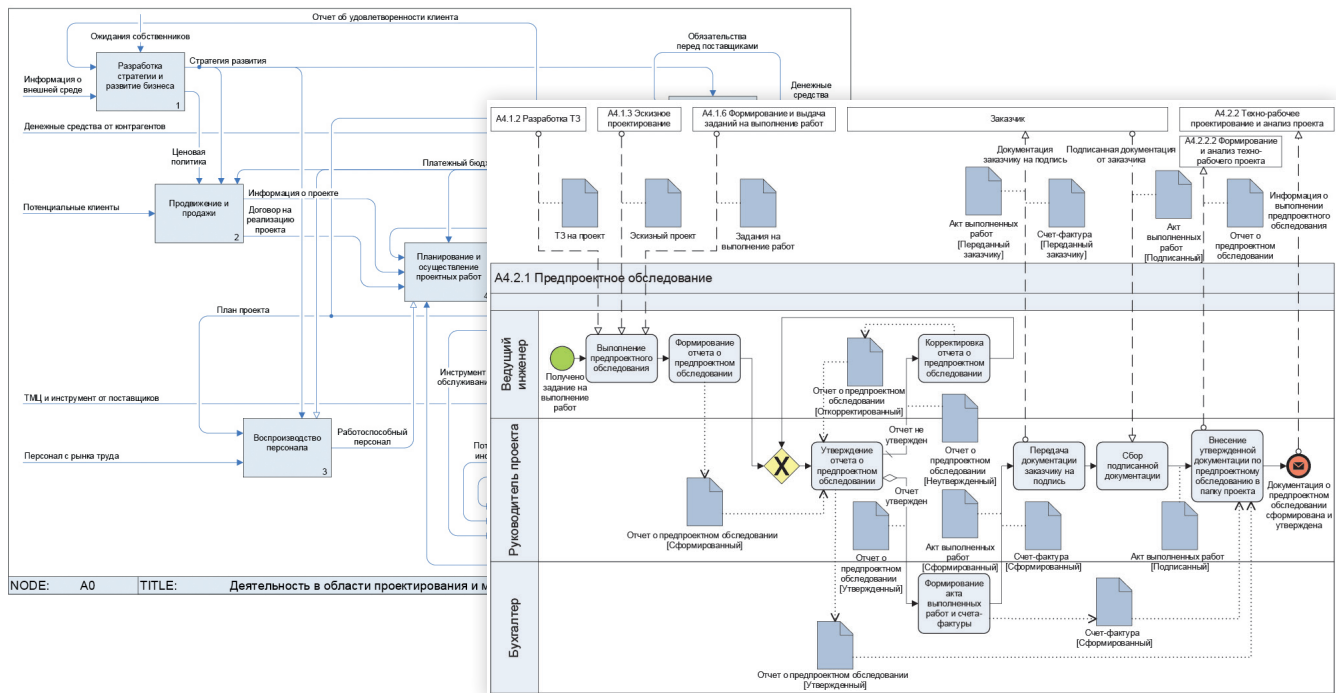 Отчет об удовлетворенности клиента
Ожидания собственников
Обязательства
перед поставщиками
Разработка
стратегии и
развитие бизнеса
1
Стратегия развития
Информация о
внешней среде
Денежные
средства
Денежные средства от контрагентов
Ценовая
политика
Платежный бюд
Потенциальные клиенты
Продвижение и
продажи
2
Информация о проекте
Договор на
реализацию
проекта
Планирование и
осуществление
проектных работ
План проекта
Инструмент
обслуживани
ТМЦ и инструмент от поставщиков
Воспроизводство
персонала
3
Работоспособный
персонал
Персонал с рынка труда
NODE:
A0
TITLE:
Деятельность в области проектирования и м
A4.1.2 Разработка ТЗ
A4.1.3 Эскизное
проектирование
A4.1.6 Формирование и выдача
заданий на выполнение работ
Заказчик
A4.2.2 Техно-рабочее
проектирование и анализ проекта
A4.2.2.2 Формирование
и анализ техно-
рабочего проекта
Документация
заказчику на подпись
Подписанная документация
от заказчика
ТЗ на проект
Эскизный проект
Задания на
выполнение работ
Акт выполненных
работ
[Переданный
заказчику]
Счет-фактура
[Переданный
заказчику]
Акт
выполненных
работ
[Подписанный]
Отчет о
предпроектном
обследовании
Информация о
выполнении
предпроектного
обследования
A4.2.1 Предпроектное обследование
Ведущий
инженер
Получено
задание на
выполнение
работ
Выполнение
предпроектного
обследования
Формирование
отчета о
предпроектном
обследовании
Отчет о предпроектном
обследовании
[Откорректированный]
Корректировка
отчета о
предпроектном
обследовании
Руководитель проекта
Утверждение
отчета о
предпроектном
обследовании
Отчет не
утвержден
Отчет о
предпроектном
обследовании
[Неутвержденный]
Отчет
утвержден
Передача
документации
заказчику на
подпись
Сбор
подписанной
документации
Внесение
утвержденной
документации по
предпроектному
обследованию в
папку проекта
Документация о
предпроектном
обследовании
сформирована и
утверждена
Отчет о предпроектном обследовании
[Сформированный]
Отчет о
предпроектном
обследовании
[Утвержденный]
Акт выполненных
работ
[Сформированный]
Счет-фактура
[Сформированный]
Акт выполненных работ
[Подписанный]
Бухгалтер
Формирование
акта
выполненных
работ и счета-
фактуры
Счет-фактура
[Сформированный]
Отчет о предпроектном обследовании
[Утвержденный]